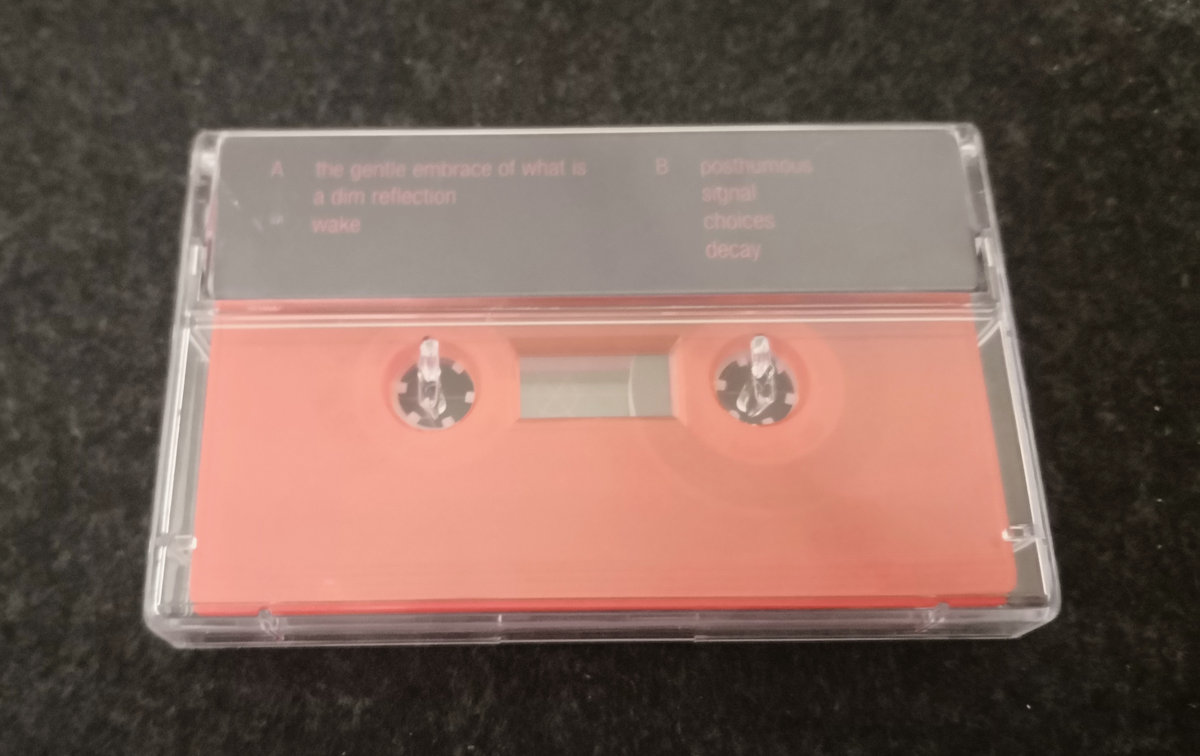 A the gentle embrace of what is
a dim reflection
wake
B posthumous
signal
choices
decay